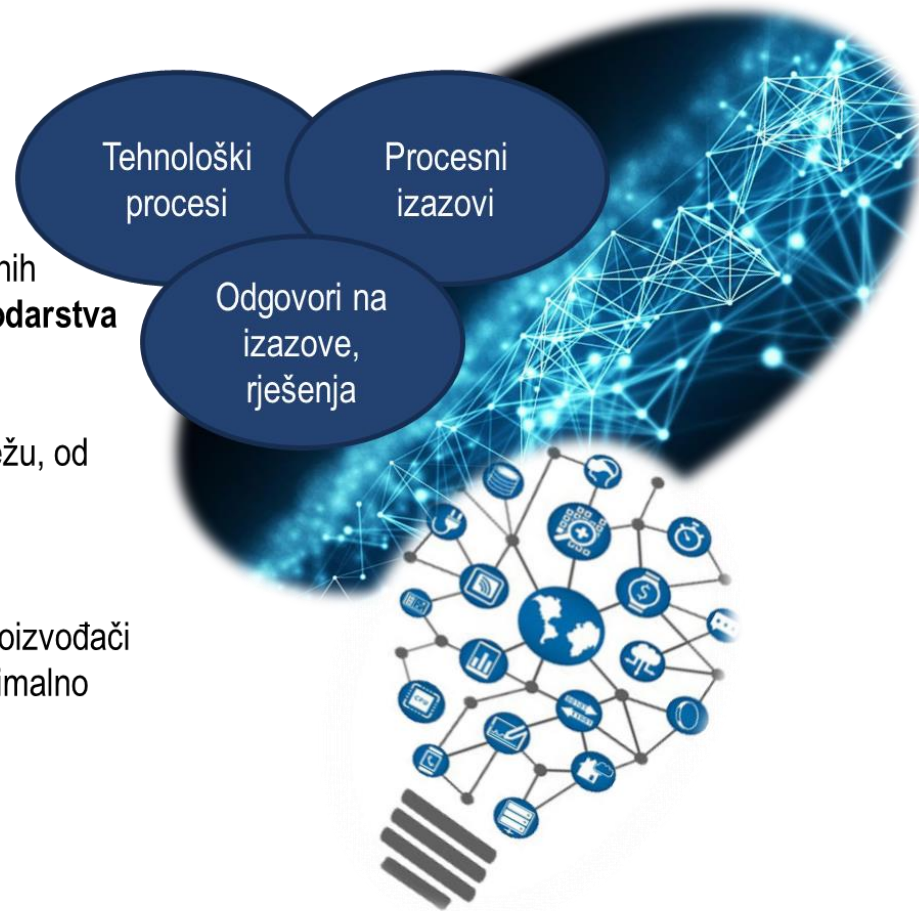 Tehnološki
procesi
Procesni
izazovi
Odgovori na
izazove,
rješenja
nih
odarstva
ežu, od
oizvođači
imalno